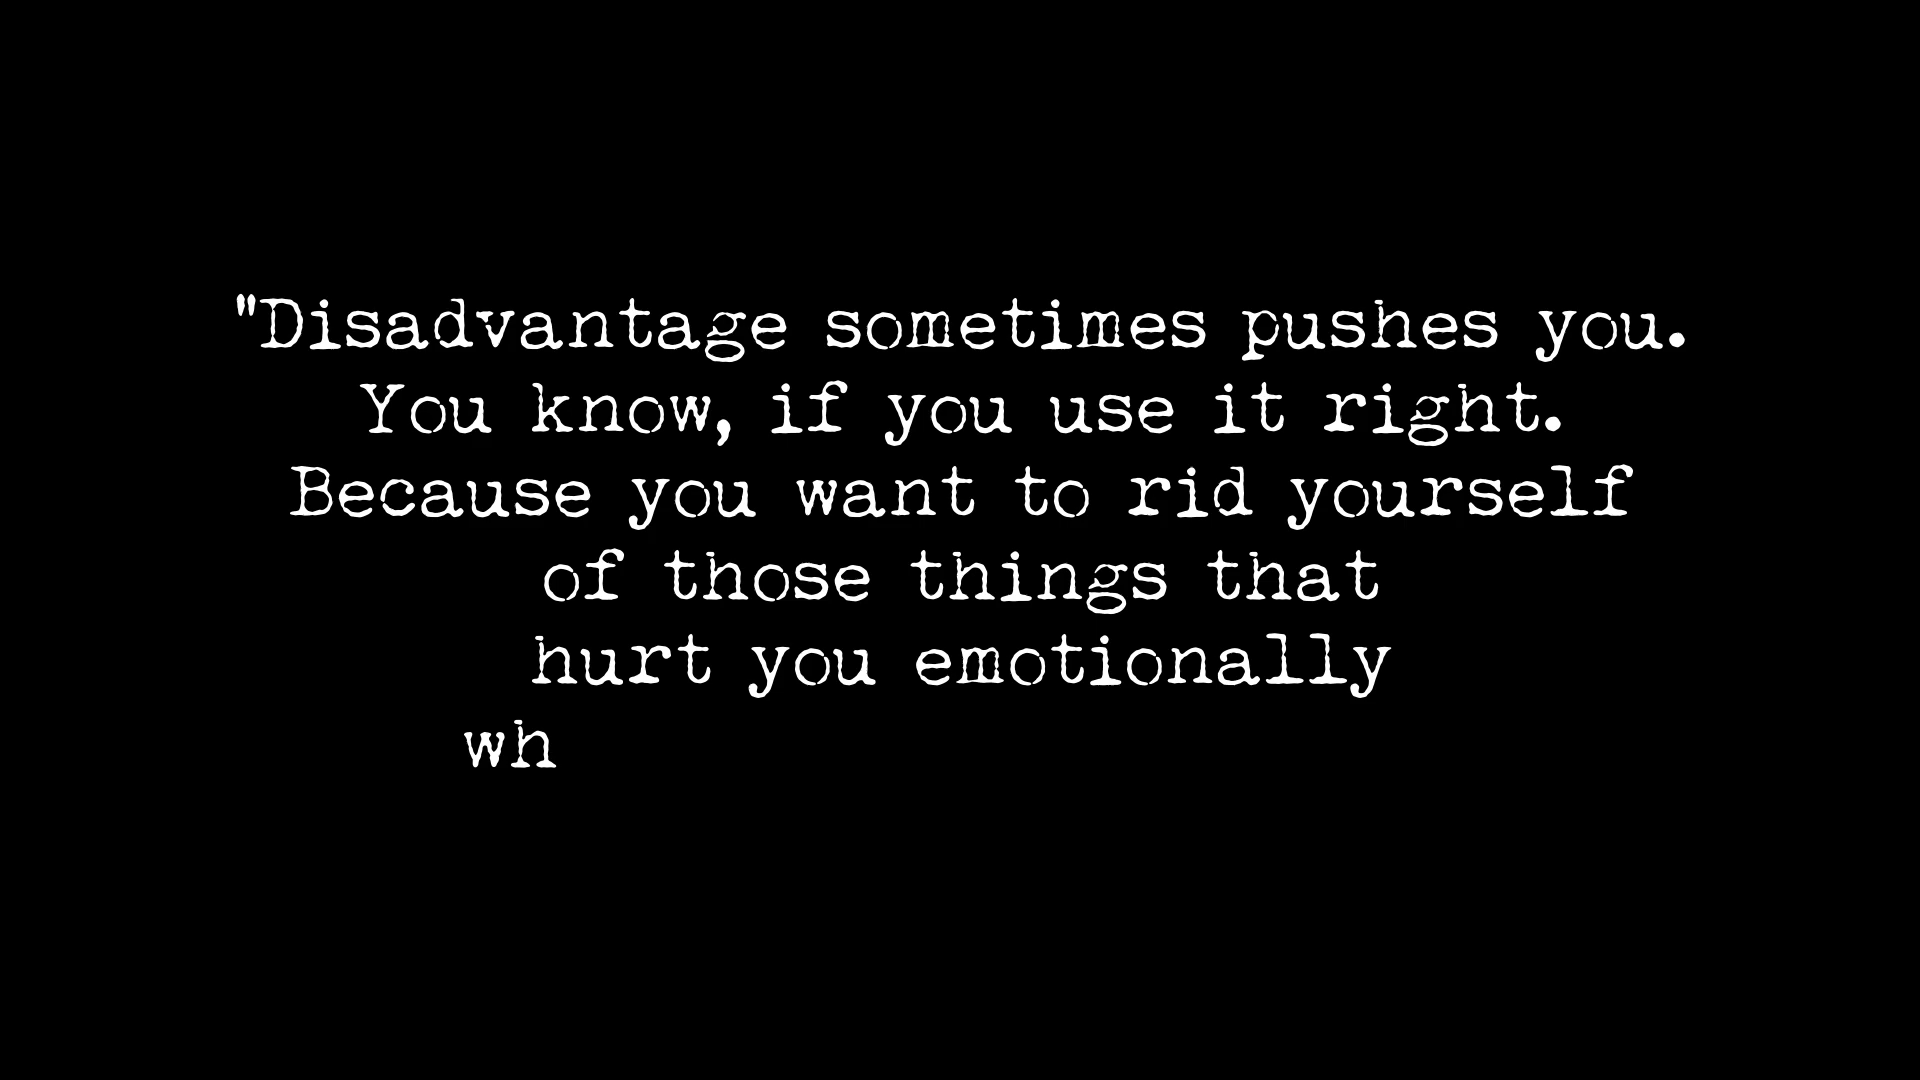 "Disadvantage sometimes pushes you.
You know, if you use it right.
Because you want to rid yourself
of those things that
hurt you emotionally
wh